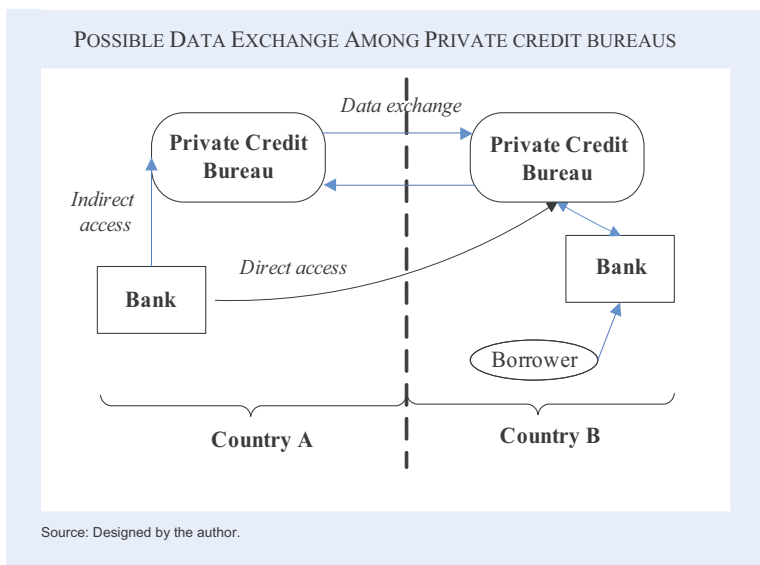 POSSIBLE DATA EXCHANGE AMONG PRIVATE CREDIT BUREAUS
Data exchange
Private Credit
Bureau
Private Credit
Bureau
Indirect
access
Direct access
Bank
Bank
Borrower
Country A
Country B
Source: Designed by the author.